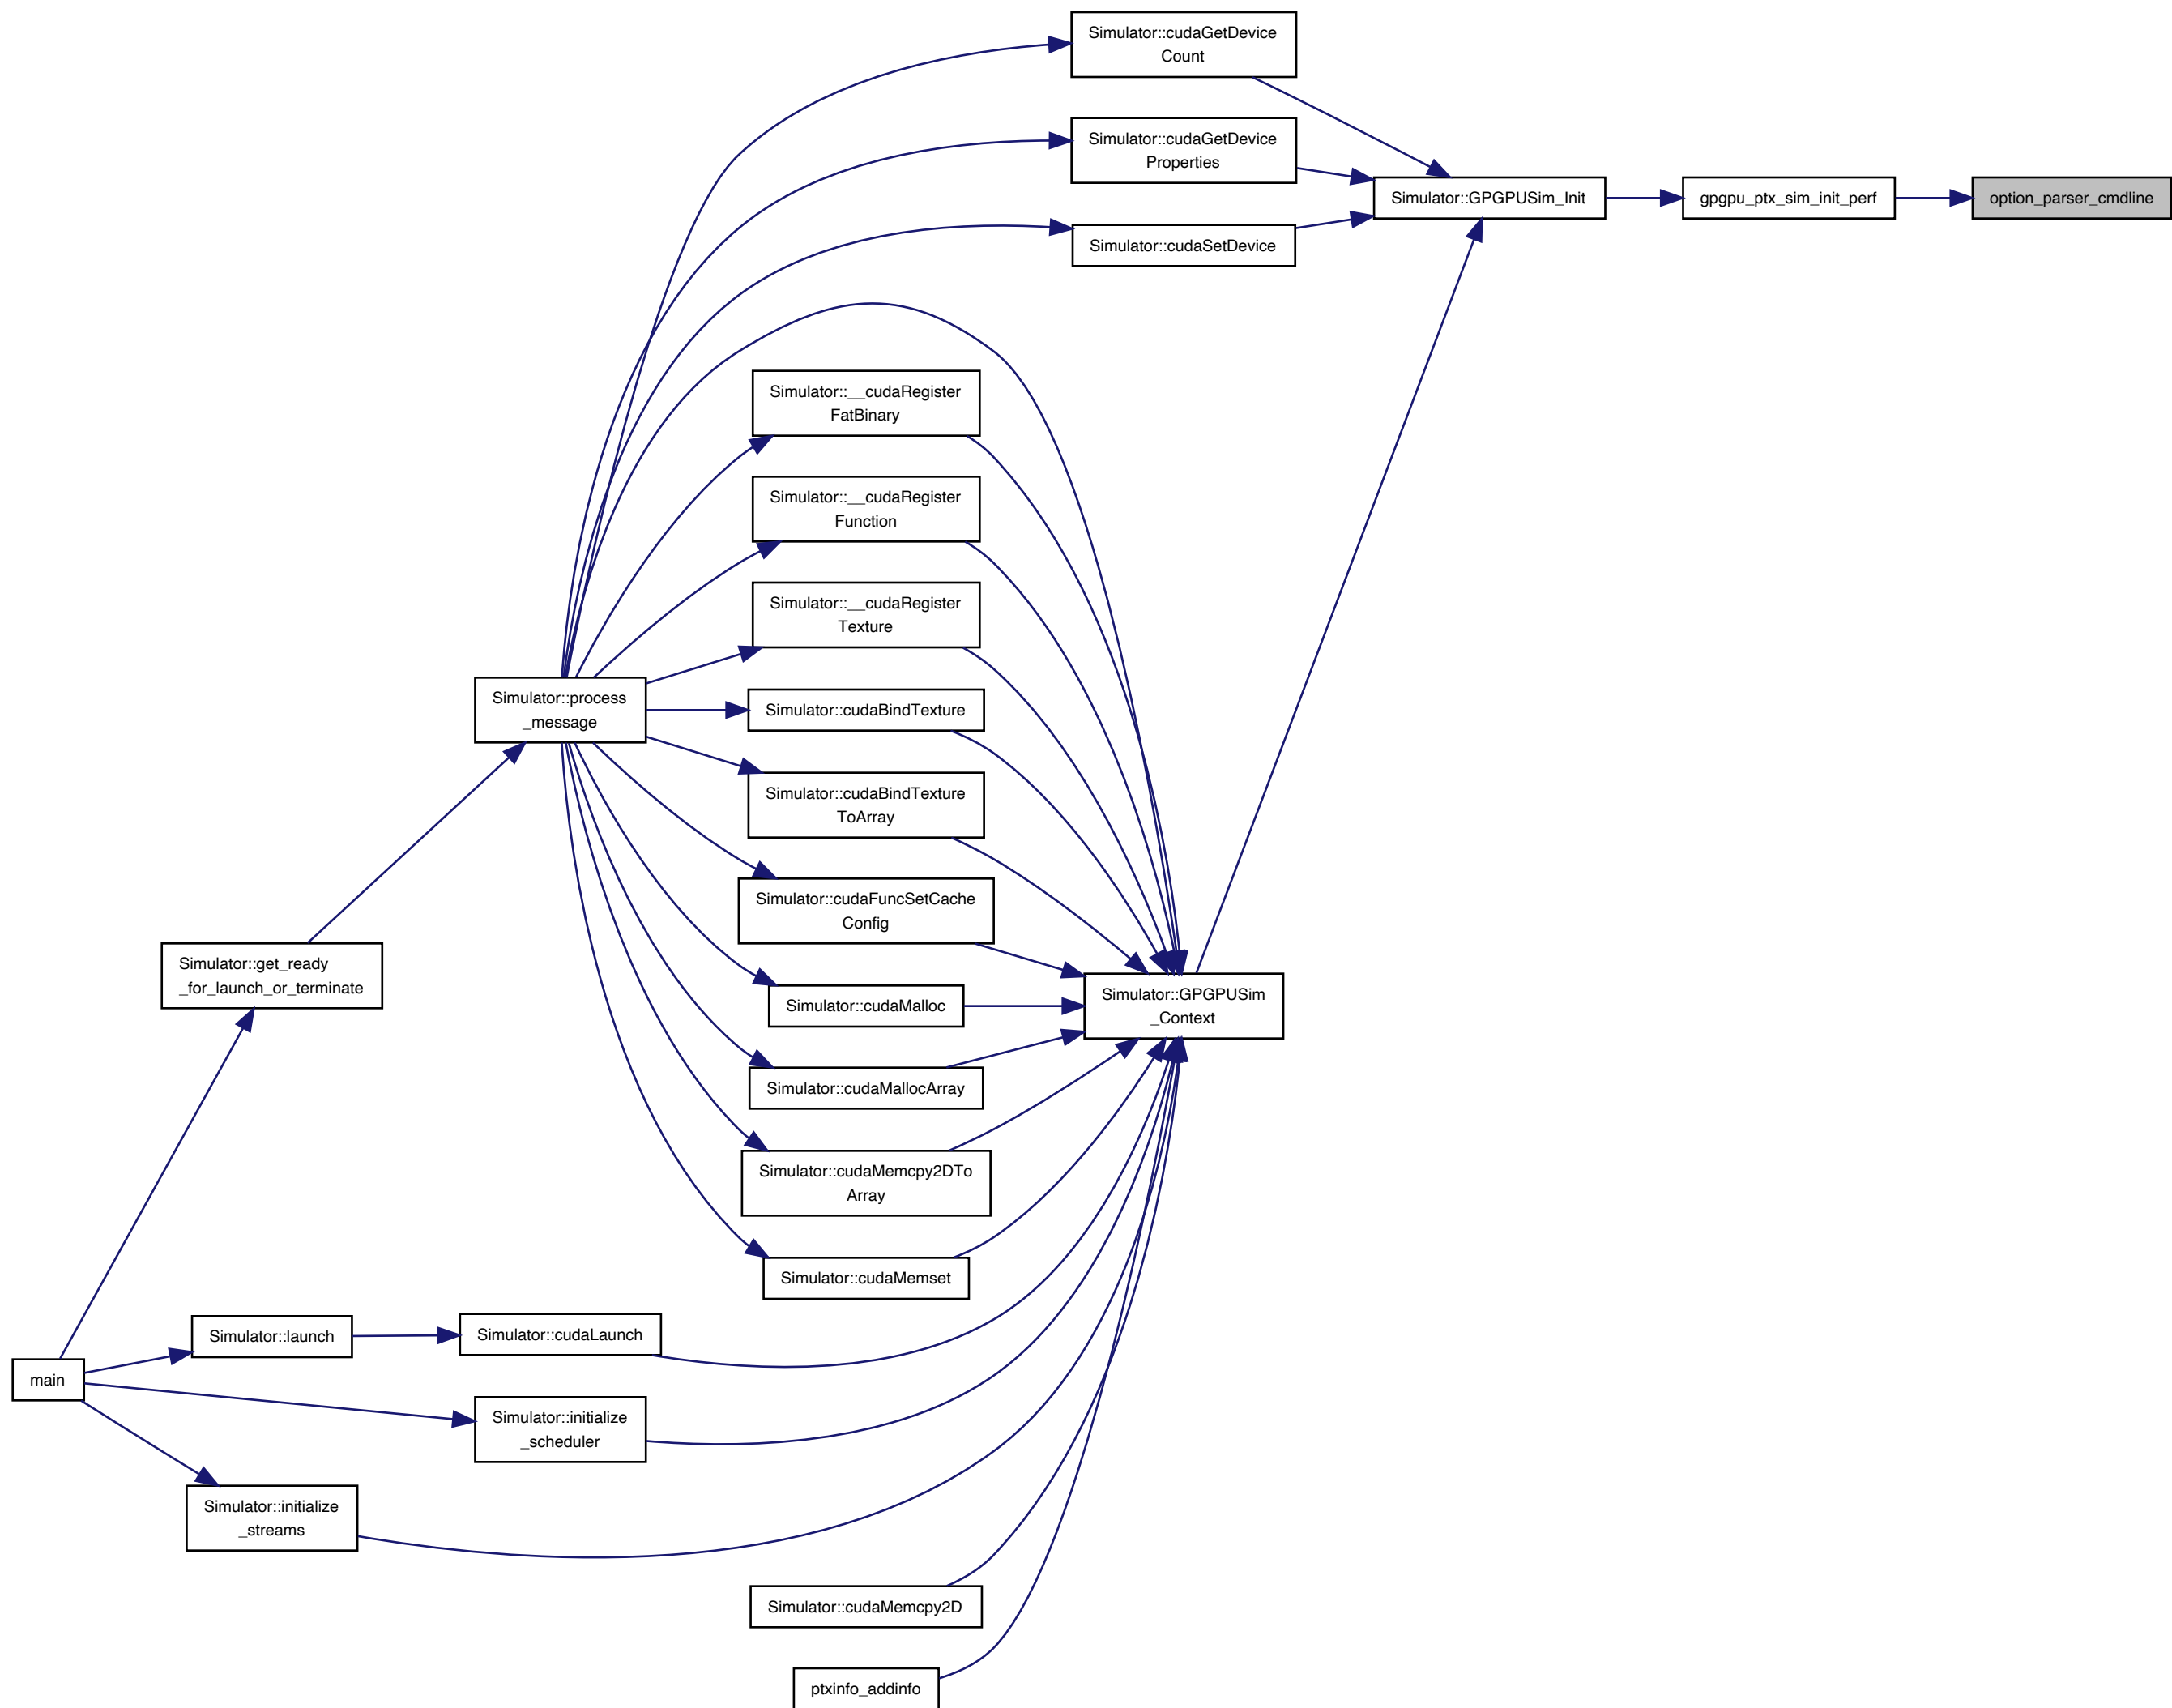 Simulator::cudaGetDevice
Count
Simulator::cudaGetDevice
Properties
Simulator::GPGPUSim_Init
gpgpu_ptx_sim_init_perf
option_parser_cmdline
Simulator::cudaSetDevice
Simulator::__cudaRegister
FatBinary
Simulator::__cudaRegister
Function
Simulator::__cudaRegister
Texture
Simulator::process
_message
Simulator::cudaBindTexture
Simulator::cudaBindTexture
ToArray
Simulator::cudaFuncSetCache
Config
Simulator::get_ready
_for_launch_or_terminate
Simulator::cudaMalloc
Simulator::GPGPUSim
_Context
Simulator::cudaMallocArray
Simulator::cudaMemcpy2DTo
Array
Simulator::cudaMemset
Simulator::launch
Simulator::cudaLaunch
main
Simulator::initialize
_scheduler
Simulator::initialize
_streams
Simulator::cudaMemcpy2D
ptxinfo_addinfo